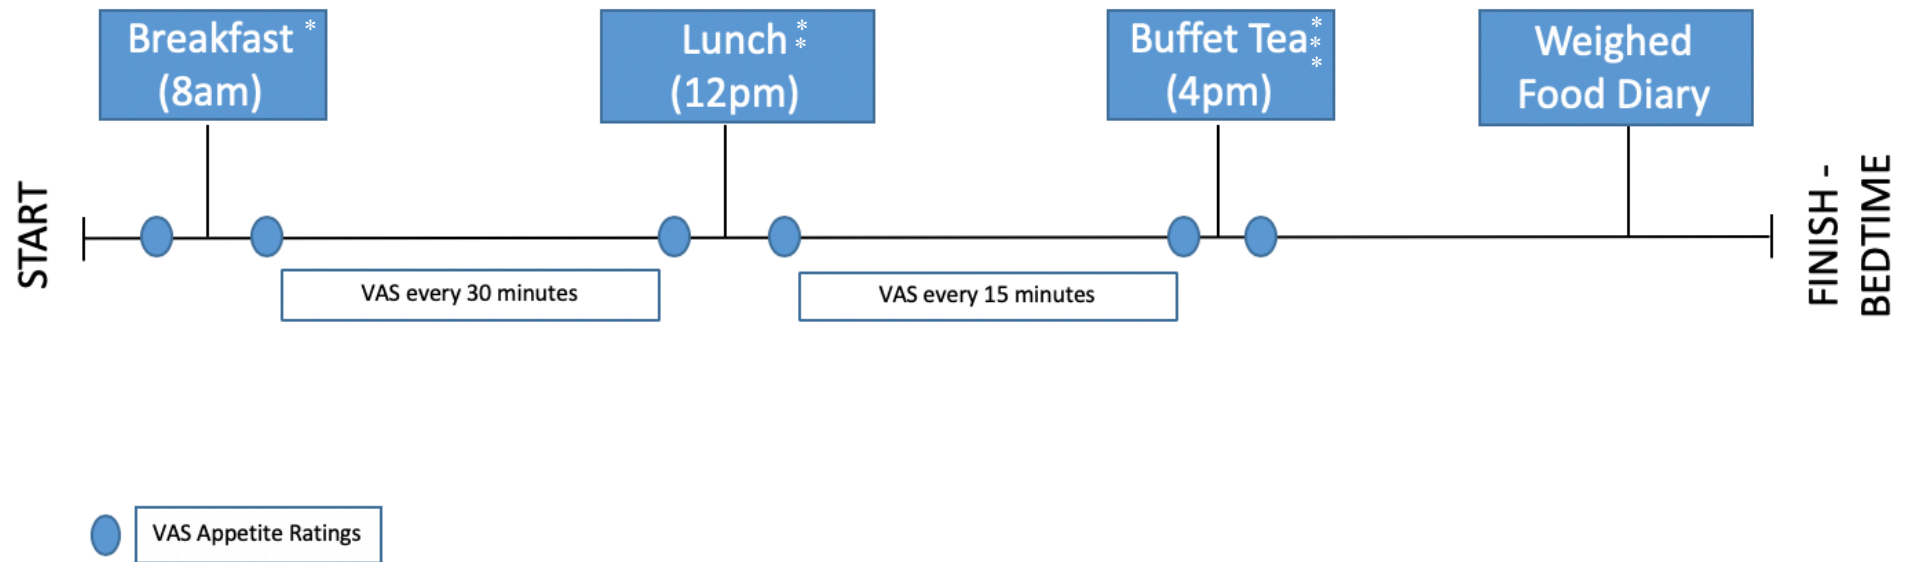 Breakfast *
(8am)
Lunch **
(12pm)
Buffet Tea***
(4pm)
Weighed
Food Diary
START
VAS every 30 minutes
VAS every 15 minutes
FINISH -
BEDTIME
VAS Appetite Ratings